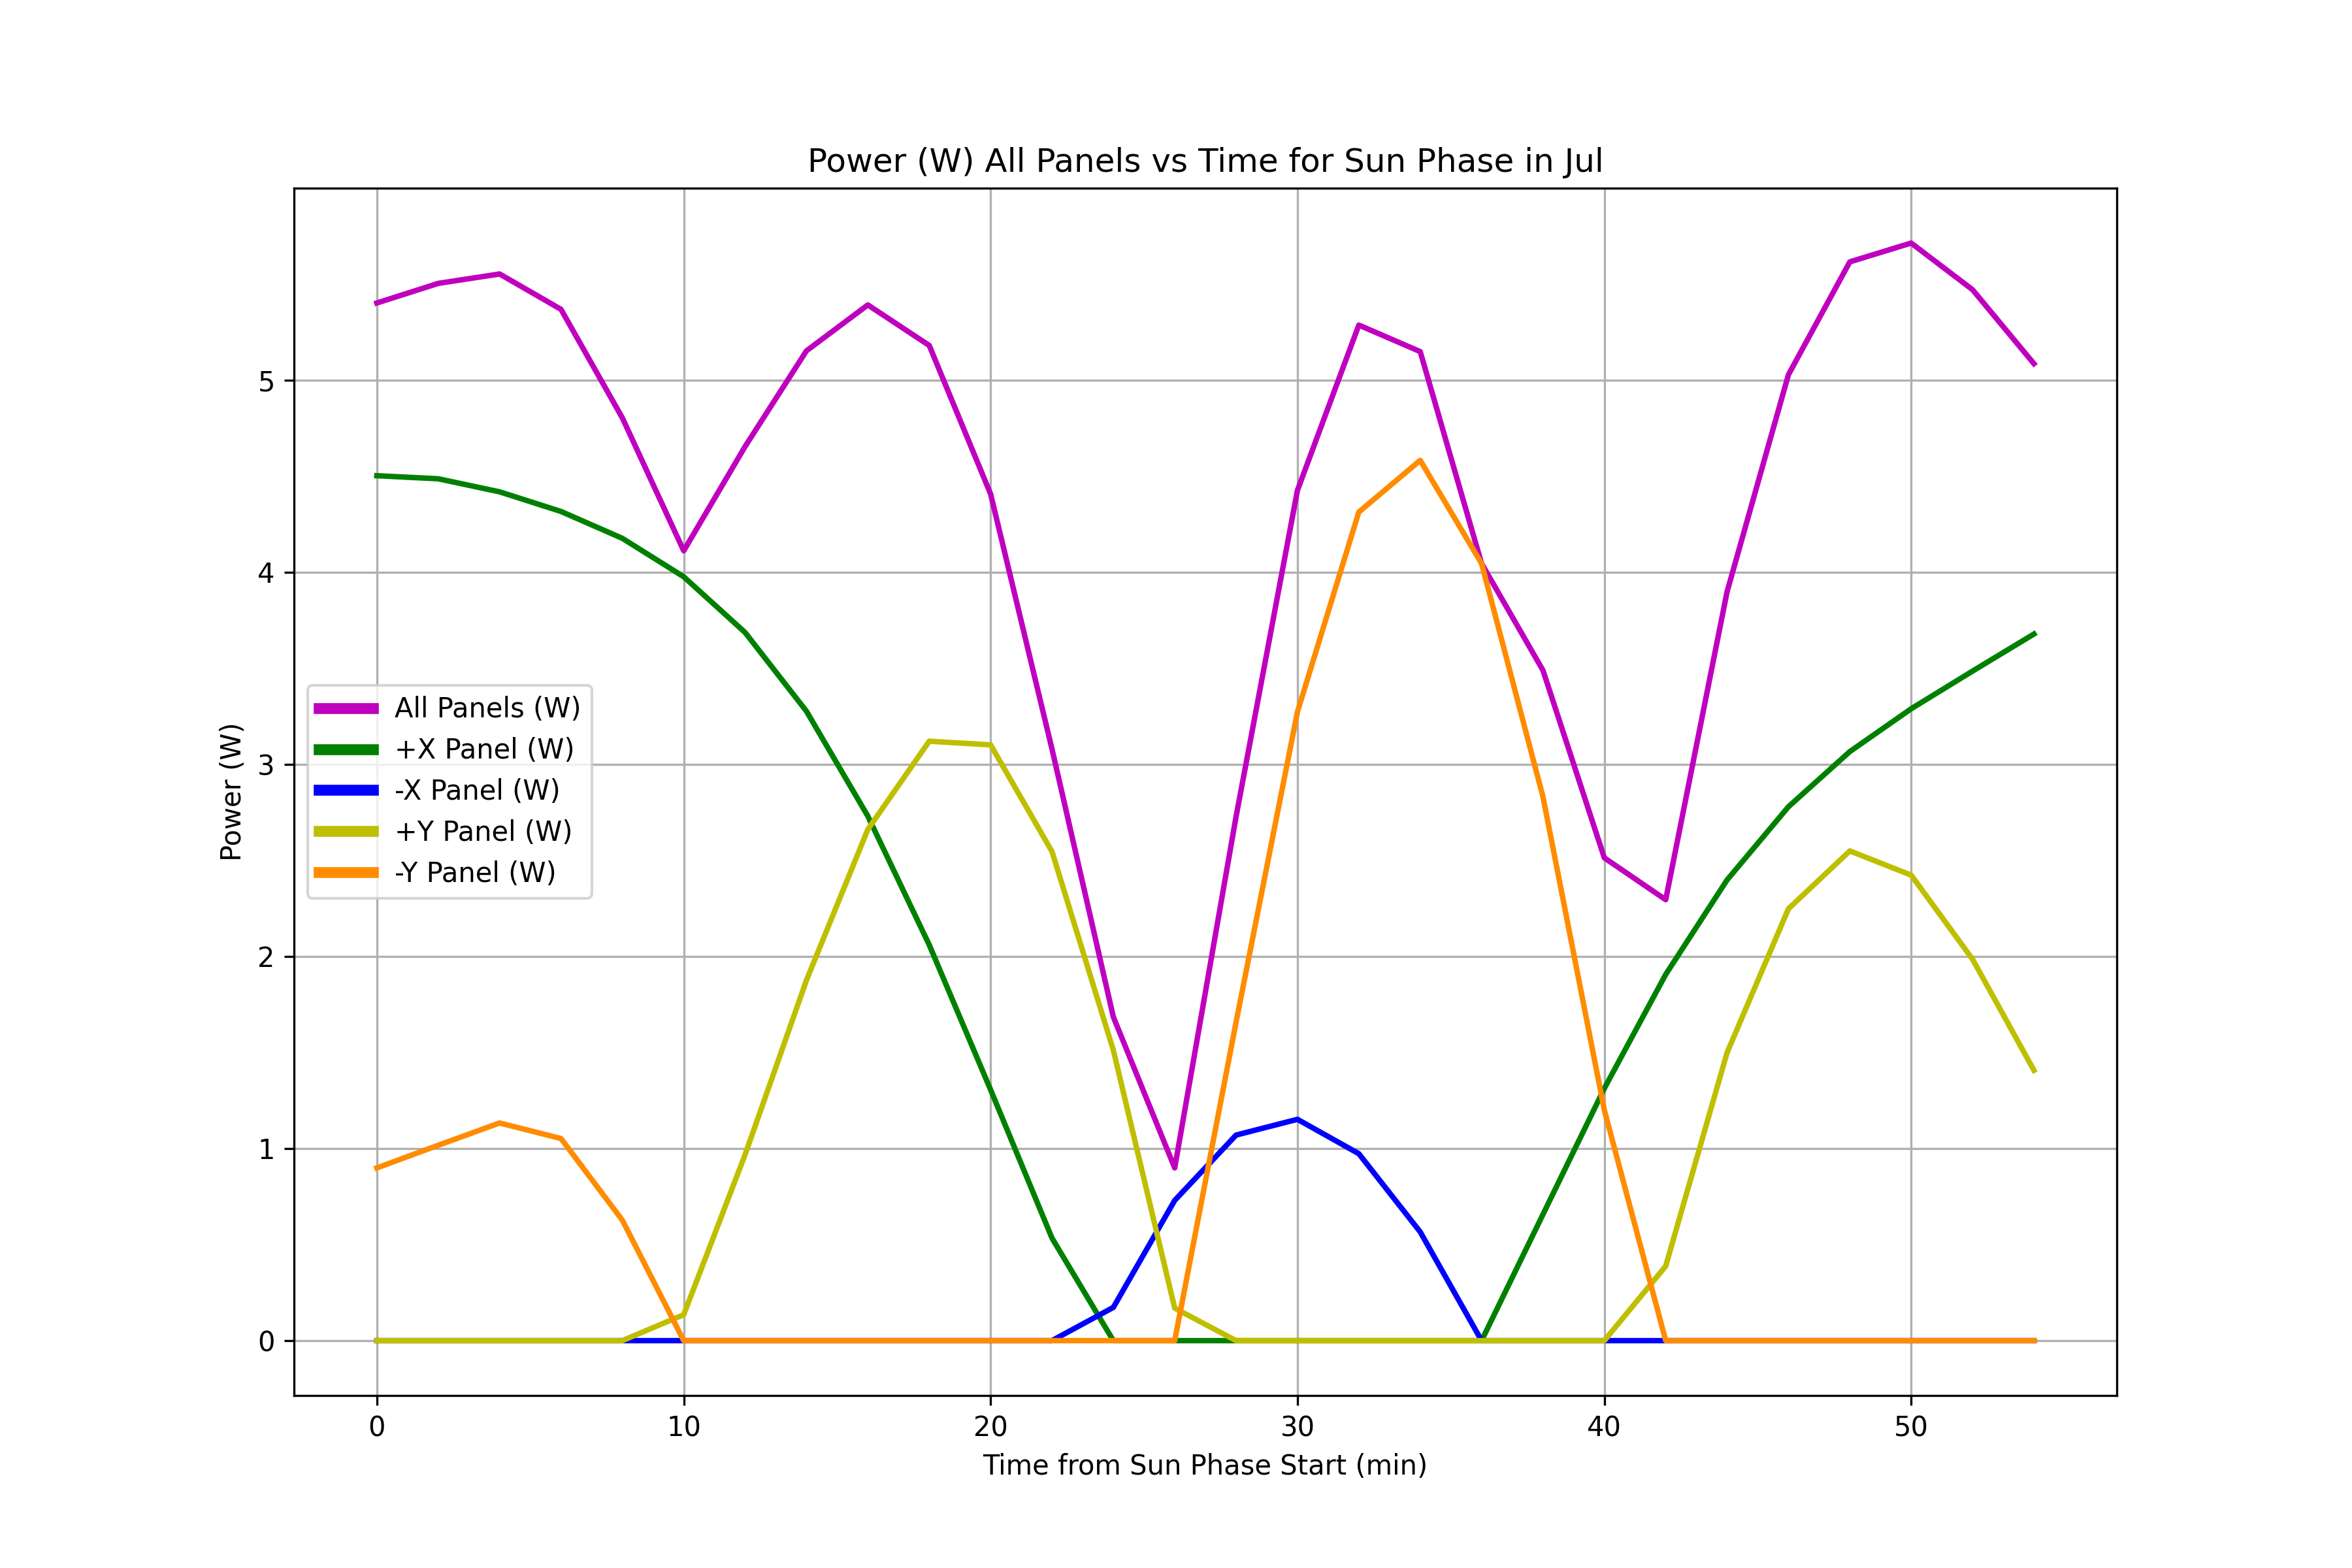 Power (W) All Panels vs Time for Sun Phase in Jul
Power (W)
5
4
3
2
1
0
All Panels (W)
+X Panel (W)
-X Panel (W)
+Y Panel (W)
-Y Panel (W)
0 10 20 30 40 50
Time from Sun Phase Start (min)